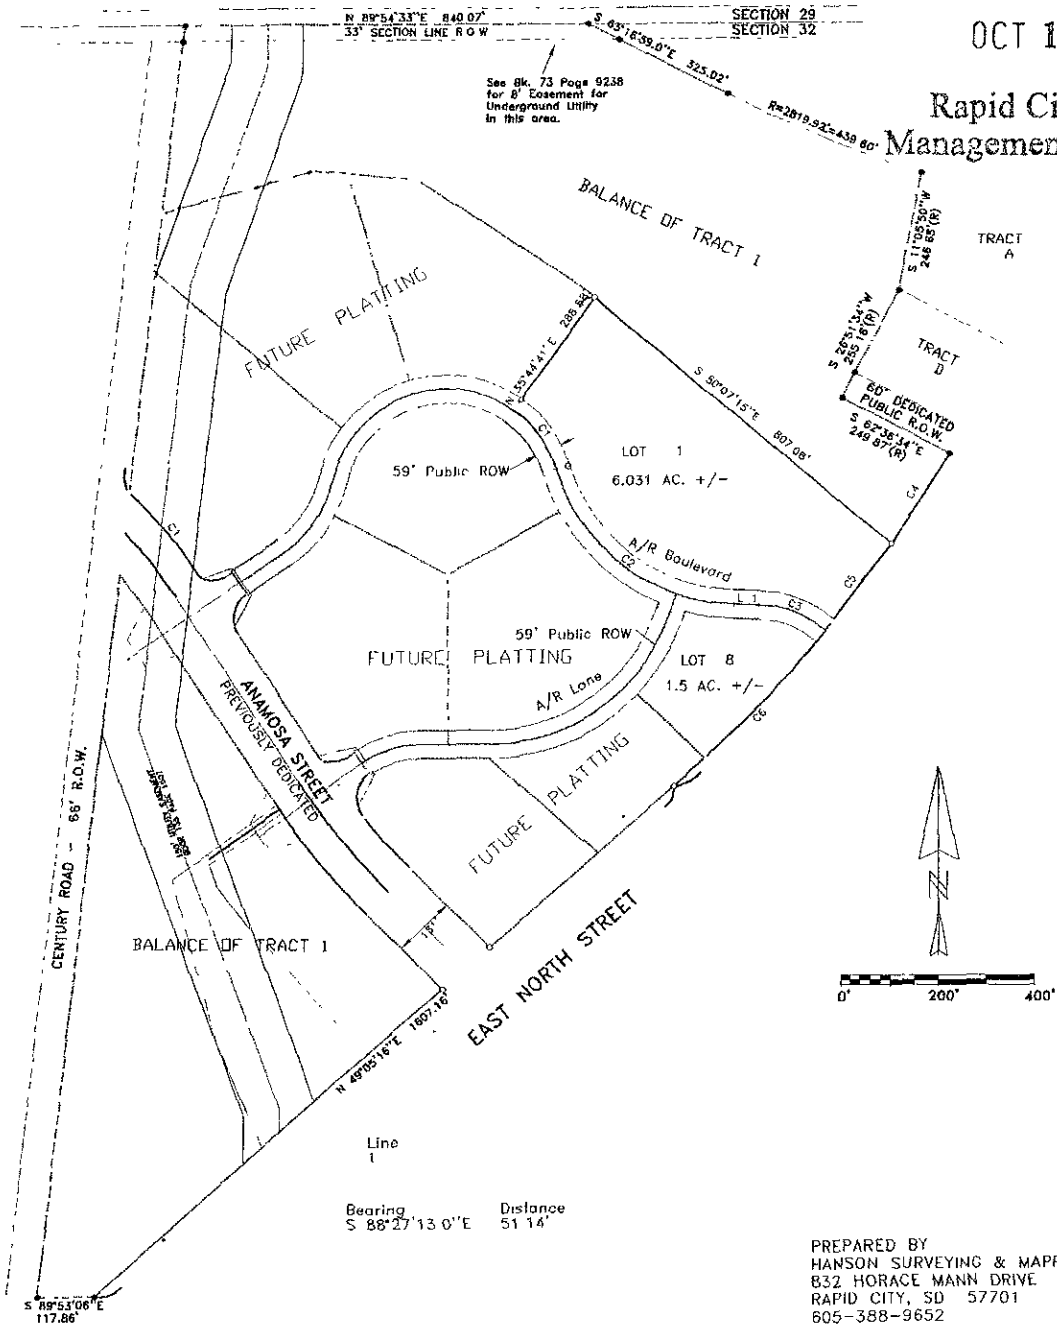 N 89°54'33"E 840 07'
33' SECTION LINE R O W
SECTION 29
SECTION 32
OCT 1
S 63°16'59.0"E 325.02'
See Bk. 73 Page 9238
for 8' Easement for
Underground Utility
in this area.
R=2819.92'=439 60'
Rapid Ci
Managemen
BALANCE OF TRACT 1
S 11°05'50"W
246 65'(R)
TRACT
A
FUTURE PLATTING
N 35°44'41" E 286 68'
S 50°07'15"E 807.08'
S 26°51'34"W
255 16'(R)
TRACT
D
60' DEDICATED
PUBLIC R.O.W.
S 62°36'34"E
249 87'(R)
C1
59' Public ROW
LOT 1
6.031 AC. +/-
C4
C1
A/R Boulevard
C2
C5
L 1
C3
59' Public ROW
FUTURE PLATTING
LOT 8
1.5 AC. +/-
A/R Lane
C6
ANAMOSA STREET
PREVIOUSLY DEDICATED
FUTURE PLATTING
CENTURY ROAD - 66' R.O.W.
BALANCE OF TRACT 1
EAST NORTH STREET
N
0' 200' 400'
N 49°05'16"E 1607.16'
Line
1
Bearing Distance
S 88°27'13 0"E 51 14'
S 89°53'06"E
117.86'
PREPARED BY
HANSON SURVEYING & MAPP
832 HORACE MANN DRIVE
RAPID CITY, SD 57701
605-388-9652